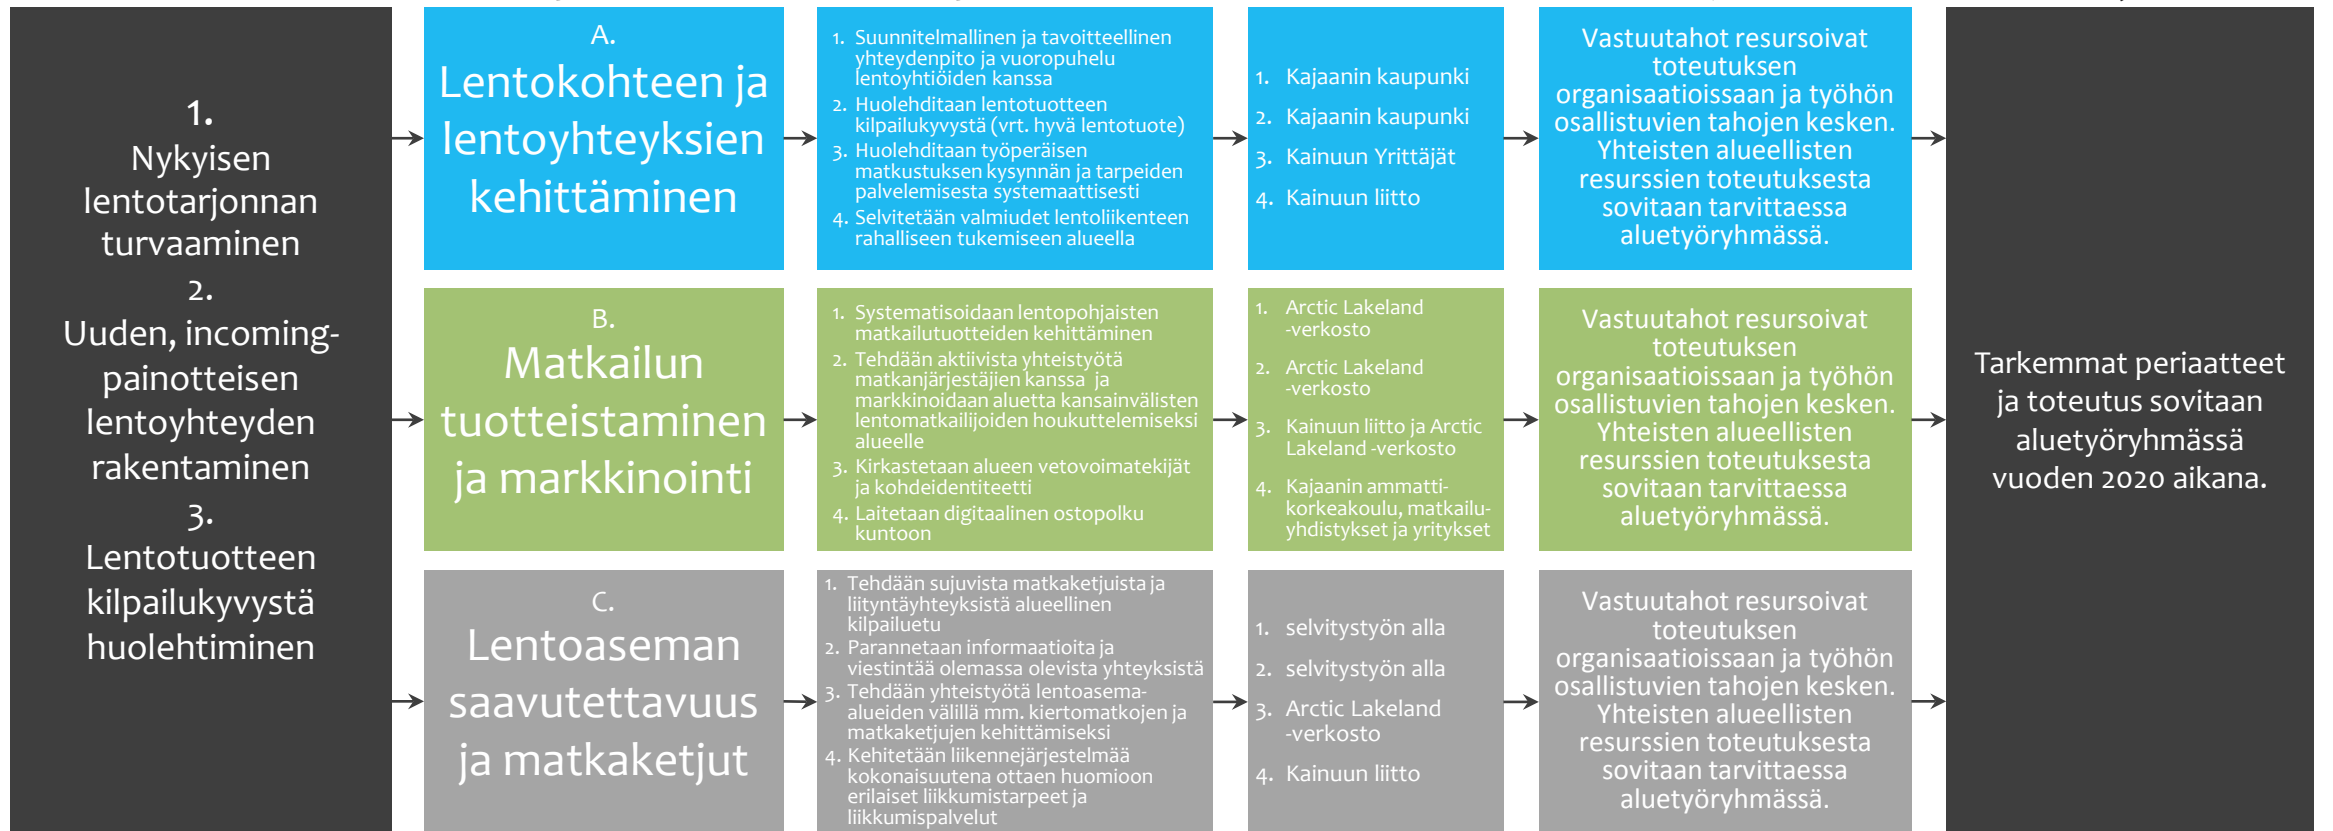 1.
Nykyisen
lentotarjonnan
turvaaminen
2.
Uuden, incoming-
painotteisen
lentoyhteyden
rakentaminen
3.
Lentotuotteen
kilpailukyvystä
huolehtiminen
A.
Lentokohteen ja
lentoyhteyksien
kehittäminen
1. Suunnitelmallinen ja tavoitteellinen
yhteydenpito ja vuoropuhelu
lentoyhtiöiden kanssa
2. Huolehditaan lentotuotteen
kilpailukyvystä (vrt. hyvä lentotuote)
3. Huolehditaan työperäisen
matkustuksen kysynnän ja tarpeiden
palvelemisesta systemaattisesti
4. Selvitetään valmiudet lentoliikenteen
rahalliseen tukemiseen alueella
1. Kajaanin kaupunki
2. Kajaanin kaupunki
3. Kainuun Yrittäjät
4. Kainuun liitto
Vastuutahot resursoivat
toteutuksen
organisaatioissaan ja työhön
osallistuvien tahojen kesken.
Yhteisten alueellisten
resurssien toteutuksesta
sovitaan tarvittaessa
aluetyöryhmässä.
B.
Matkailun
tuotteistaminen
ja markkinointi
1. Systematisoidaan lentopohjaisten
matkailutuotteiden kehittäminen
2. Tehdään aktiivista yhteistyötä
matkanjärjestäjien kanssa ja
markkinoidaan aluetta kansainvälisten
lentomatkailijoiden houkuttelemiseksi
alueelle
3. Kirkastetaan alueen vetovoimatekijät
ja kohdeidentiteetti
4. Laitetaan digitaalinen ostopolku
kuntoon
1. Arctic Lakeland
-verkosto
2. Arctic Lakeland
-verkosto
3. Kainuun liitto ja Arctic
Lakeland -verkosto
4. Kajaanin ammatti-
korkeakoulu, matkailu-
yhdistykset ja yritykset
Vastuutahot resursoivat
toteutuksen
organisaatioissaan ja työhön
osallistuvien tahojen kesken.
Yhteisten alueellisten
resurssien toteutuksesta
sovitaan tarvittaessa
aluetyöryhmässä.
C.
Lentoaseman
saavutettavuus
ja matkaketjut
1. Tehdään sujuvista matkaketjuista ja
liityntäyhteyksistä alueellinen
kilpailuetu
2. Parannetaan informaatioita ja
viestintää olemassa olevista yhteyksistä
3. Tehdään yhteistyötä lentoasema-
alueiden välillä mm. kiertomatkojen ja
matkaketjujen kehittämiseksi
4. Kehitetään liikennejärjestelmää
kokonaisuutena ottaen huomioon
erilaiset liikkumistarpeet ja
liikkumispalvelut
1. selvitystyön alla
2. selvitystyön alla
3. Arctic Lakeland
-verkosto
4. Kainuun liitto
Vastuutahot resursoivat
toteutuksen
organisaatioissaan ja työhön
osallistuvien tahojen kesken.
Yhteisten alueellisten
resurssien toteutuksesta
sovitaan tarvittaessa
aluetyöryhmässä.
Tarkemmat periaatteet
ja toteutus sovitaan
aluetyöryhmässä
vuoden 2020 aikana.